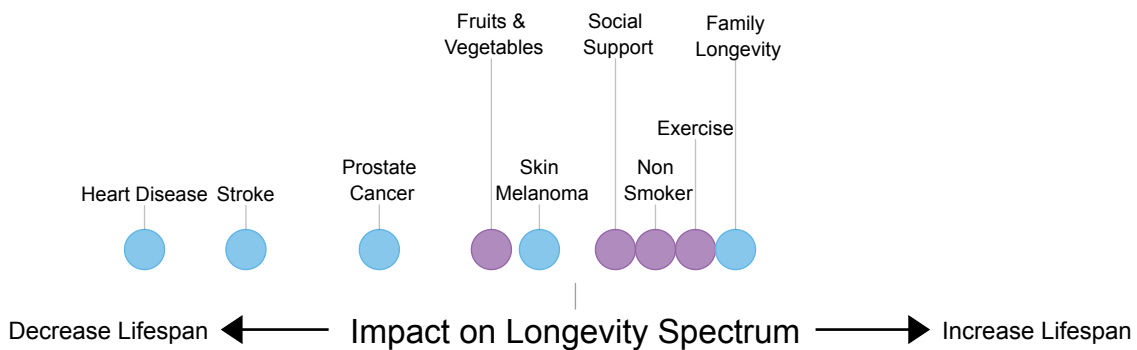 Fruits &
Vegetables
Social
Support
Family
Longevity
Exercise
Prostate
Cancer
Skin
Melanoma
Non
Smoker
Heart Disease
Stroke
Decrease Lifespan
Impact on Longevity Spectrum
Increase Lifespan